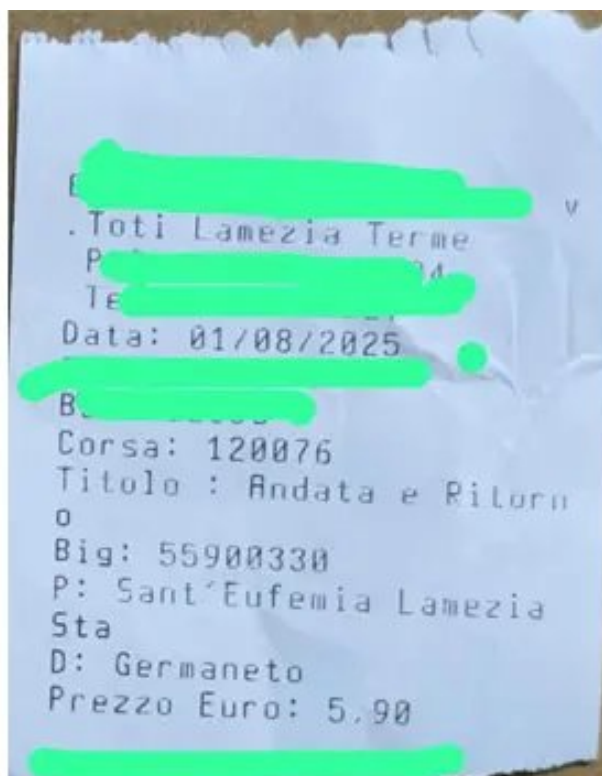 v
.Toti Lamezia Terme
Data: 01/08/2025
Corsa: 120076
Titolo : Andata e Ritorn
o
Big: 55900330
P: Sant'Eufemia Lamezia
Sta
D: Germaneto
Prezzo Euro: 5.90